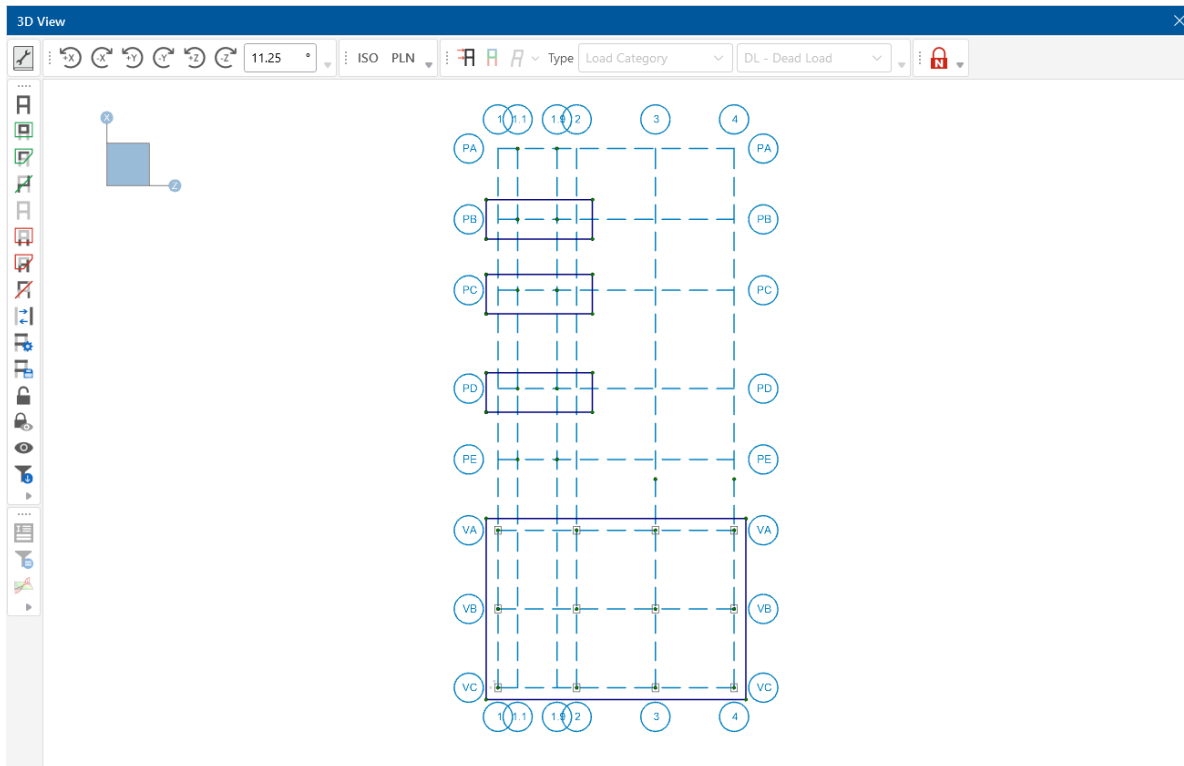 3D View
+X -X +Y -Y +Z -Z 11.25 ° ISO PLN Type Load Category DL - Dead Load N
X
Z
1 1.1 1.9 2 3 4
PA PA
PB PB
PC PC
PD PD
PE PE
VA VA
VB VB
VC VC
1 1.1 1.9 2 3 4